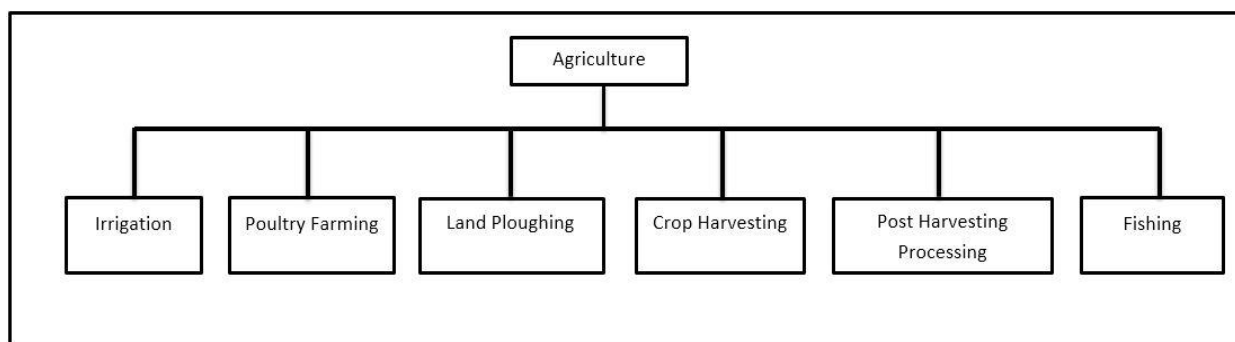 Agriculture
Irrigation
Poultry Farming
Land Ploughing
Crop Harvesting
Post Harvesting
Processing
Fishing